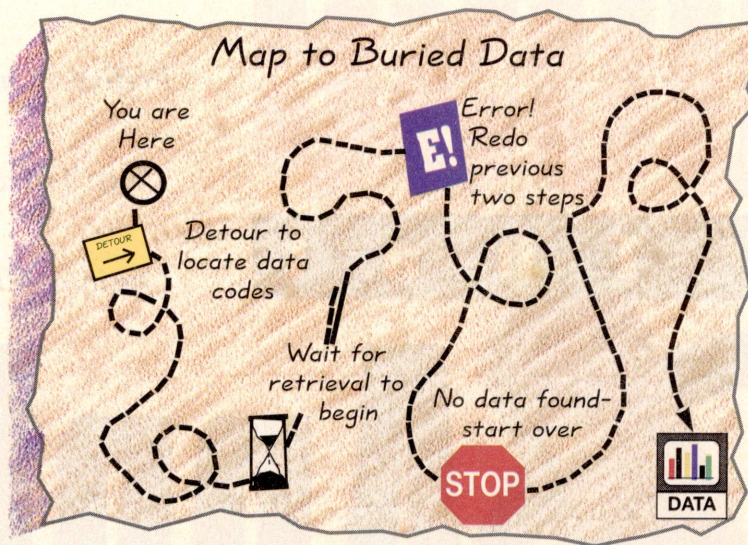 Map to Buried Data
You are
Here
DETOUR
Detour to
locate data
codes
Wait for
retrieval to
begin
E!
Error!
Redo
previous
two steps
No data found-
start over
STOP
DATA